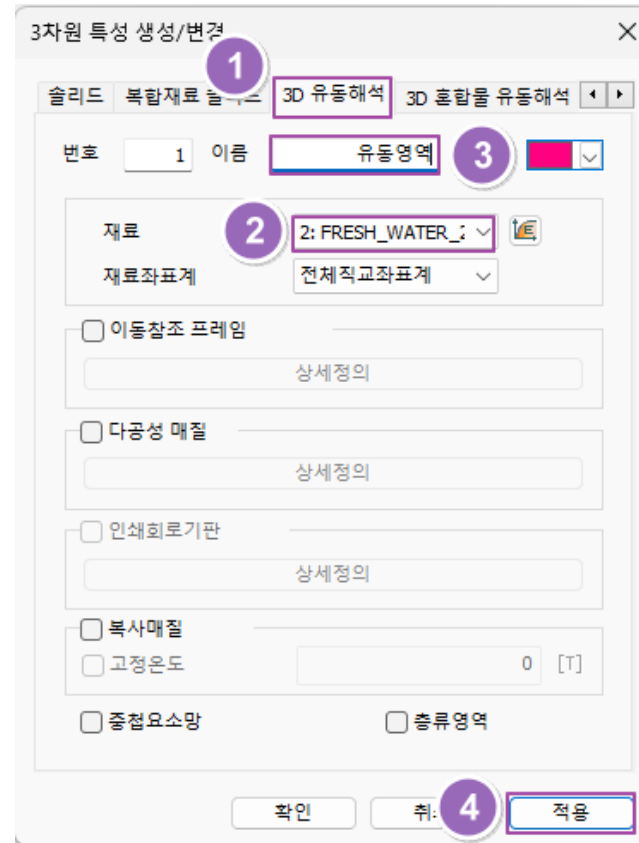 3차원 특성 생성/변경
1
솔리드 복합재료 솔리드 3D 유동해석 3D 혼합물 유동해석
번호 1 이름 유동영역 3
재료 2 2: FRESH_WATER_2
재료좌표계 전체직교좌표계
이동참조 프레임
상세정의
다공성 매질
상세정의
인쇄회로기판
상세정의
복사매질
고정온도 0 [T]
중첩요소망 층류영역
확인 4 적용